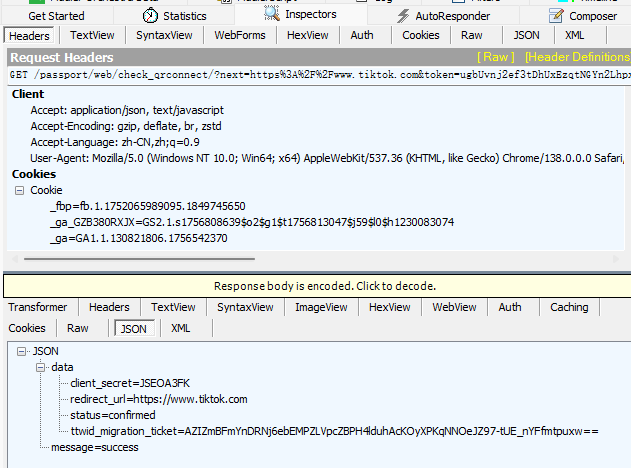 Get Started Statistics Inspectors AutoResponder Composer
Headers TextView SyntaxView WebForms HexView Auth Cookies Raw JSON XML
Request Headers [ Raw ] [Header Definitions]
GET /passport/web/check_qrconnect/?next=https%3A%2F%2Fwww.tiktok.com&token=ugbUvnj2ef3tDhUxEzqtNGYn2Lhpx
Client
Accept: application/json, text/javascript
Accept-Encoding: gzip, deflate, br, zstd
Accept-Language: zh-CN,zh;q=0.9
User-Agent: Mozilla/5.0 (Windows NT 10.0; Win64; x64) AppleWebKit/537.36 (KHTML, like Gecko) Chrome/138.0.0.0 Safari,
Cookies
Cookie
_fbp=fb.1.1752065989095.1849745650
_ga_GZB380RXJX=GS2.1.s1756808639$o2$g1$t1756813047$j59$l0$h1230083074
_ga=GA1.1.130821806.1756542370
Response body is encoded. Click to decode.
Transformer Headers TextView SyntaxView ImageView HexView WebView Auth Caching
Cookies Raw JSON XML
JSON
data
client_secret=JSEOA3FK
redirect_url=https://www.tiktok.com
status=confirmed
ttwid_migration_ticket=AZIZmBFmYnDRNj6ebEMPZLVpcZBPH4lduhAcKOyXPKqNNOeJZ97-tUE_nYFfmtpuxw==
message=success